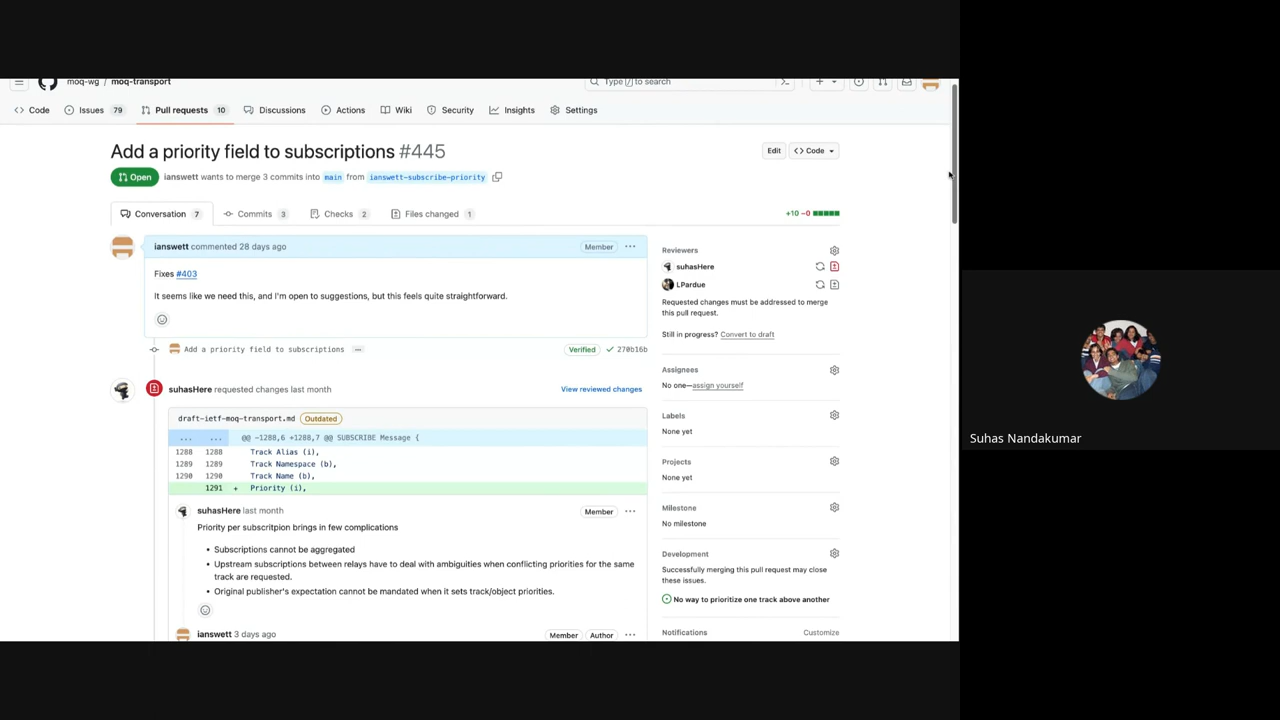 moq-wg / moq-transport
Type / to search
Code
Issues 79
Pull requests 10
Discussions
Actions
Wiki
Security
Insights
Settings
Add a priority field to subscriptions #445
Edit
<> Code
Open
ianswett wants to merge 3 commits into main from ianswett-subscribe-priority
Conversation 7
Commits 3
Checks 2
Files changed 1
+10 −0
ianswett commented 28 days ago
Member
Fixes #403
It seems like we need this, and I'm open to suggestions, but this feels quite straightforward.
Add a priority field to subscriptions
Verified
270b16b
suhasHere requested changes last month
View reviewed changes
draft-ietf-moq-transport.md Outdated
... ... @@ -1288,6 +1288,7 @@ SUBSCRIBE Message {
1288 1288 Track Alias (i),
1289 1289 Track Namespace (b),
1290 1290 Track Name (b),
1291 + Priority (i),
suhasHere last month
Member
Priority per subscritpion brings in few complications
• Subscriptions cannot be aggregated
• Upstream subscriptions between relays have to deal with ambiguities when conflicting priorities for the same
track are requested.
• Original publisher's expectation cannot be mandated when it sets track/object priorities.
ianswett 3 days ago
Member Author
Reviewers
suhasHere
LPardue
Requested changes must be addressed to merge
this pull request.
Still in progress? Convert to draft
Assignees
No one—assign yourself
Labels
None yet
Projects
None yet
Milestone
No milestone
Development
Successfully merging this pull request may close
these issues.
No way to prioritize one track above another
Notifications
Customize
Suhas Nandakumar